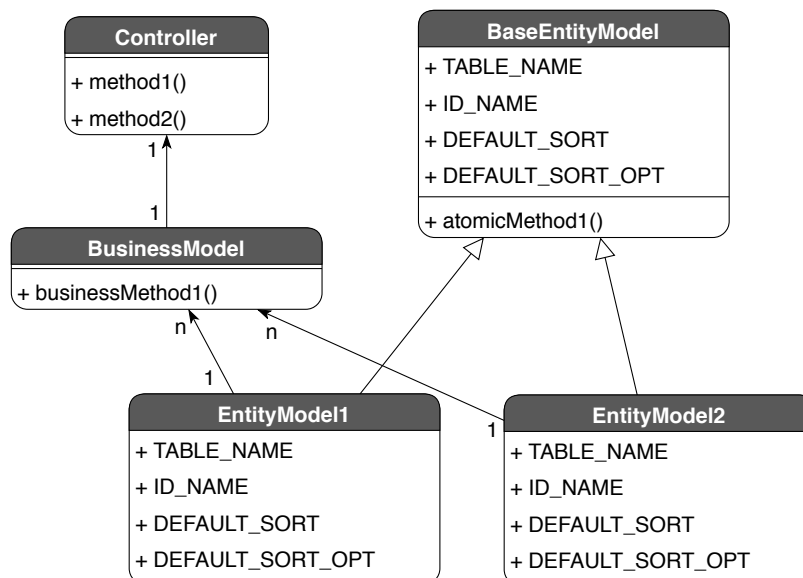 Controller
+ method1()
+ method2()
1
1
BusinessModel
+ businessMethod1()
n
n
1
1
BaseEntityModel
+ TABLE_NAME
+ ID_NAME
+ DEFAULT_SORT
+ DEFAULT_SORT_OPT
+ atomicMethod1()
EntityModel1
+ TABLE_NAME
+ ID_NAME
+ DEFAULT_SORT
+ DEFAULT_SORT_OPT
EntityModel2
+ TABLE_NAME
+ ID_NAME
+ DEFAULT_SORT
+ DEFAULT_SORT_OPT